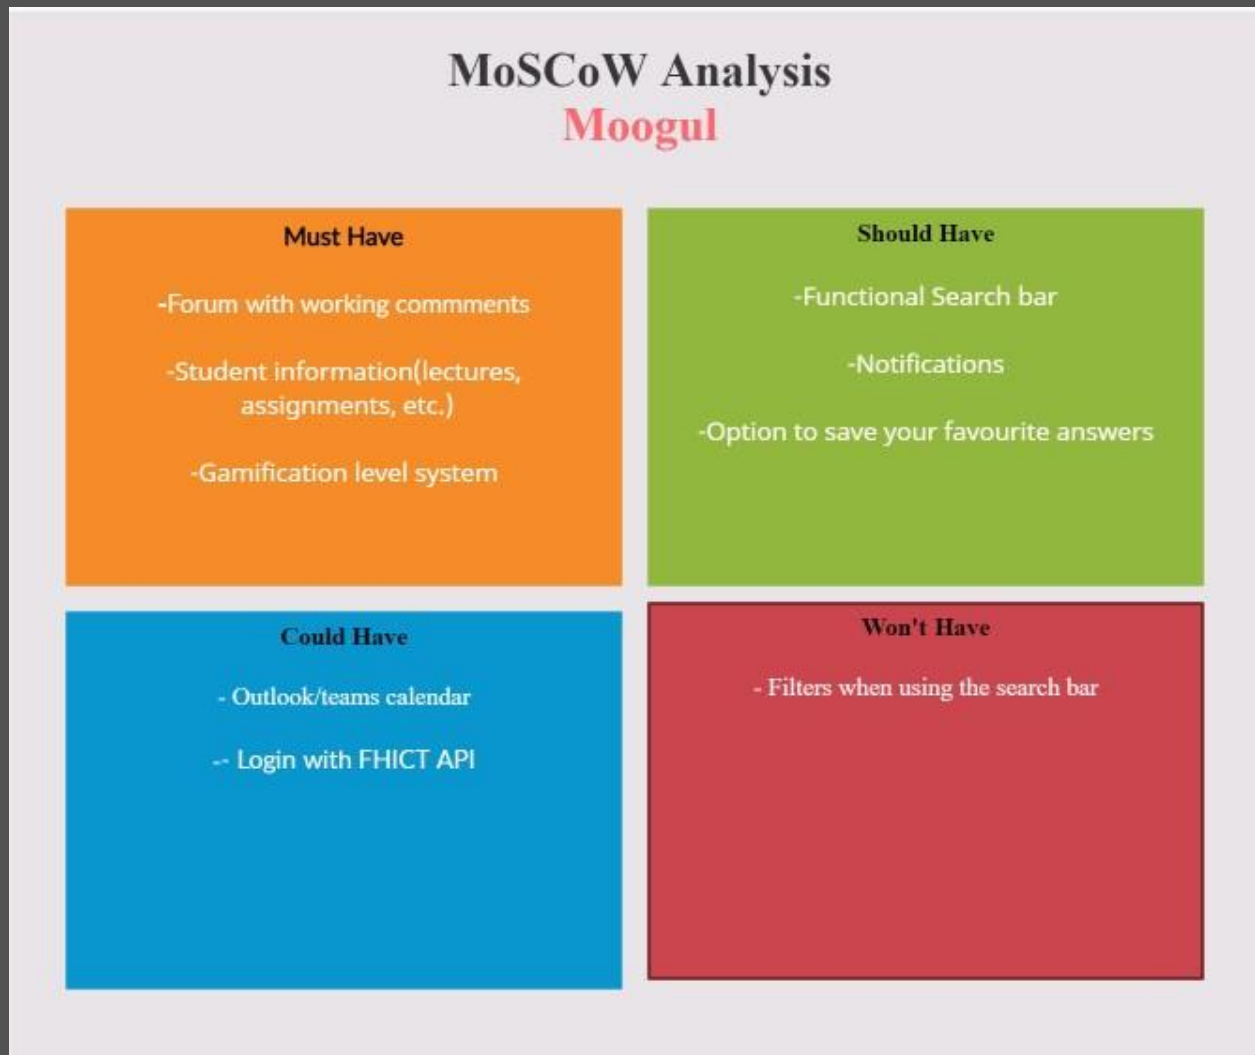 MoSCoW Analysis
Moogul
Must Have
-Forum with working commments
-Student information(lectures,
assignments, etc.)
-Gamification level system
Should Have
-Functional Search bar
-Notifications
-Option to save your favourite answers
Could Have
- Outlook/teams calendar
-- Login with FHICT API
Won't Have
- Filters when using the search bar